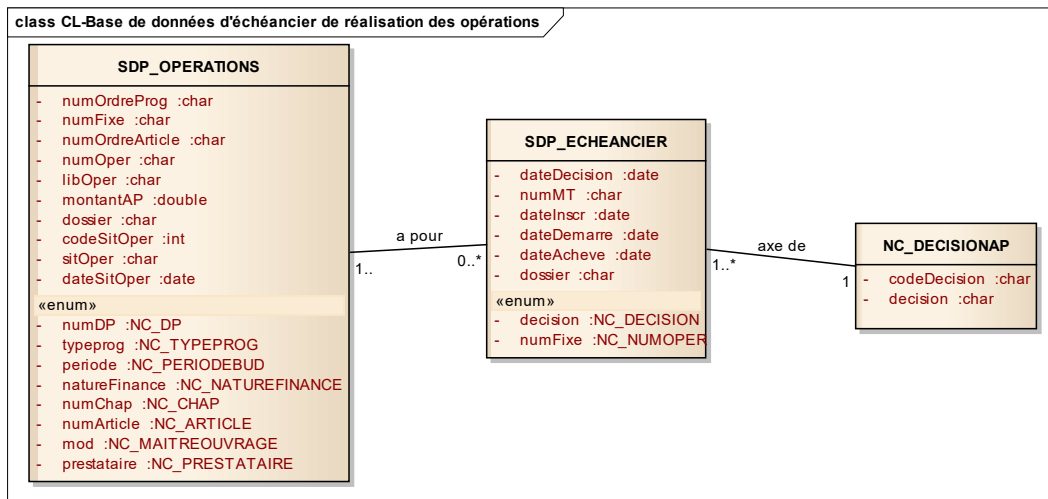 class CL-Base de données d'échéancier de réalisation des opérations
SDP_OPERATIONS
- numOrdreProg :char
- numFixe :char
- numOrdreArticle :char
- numOper :char
- libOper :char
- montantAP :double
- dossier :char
- codeSitOper :int
- sitOper :char
- dateSitOper :date
«enum»
- numDP :NC_DP
- typeprog :NC_TYPEPROG
- periode :NC_PERIODEBUD
- natureFinance :NC_NATUREFINANCE
- numChap :NC_CHAP
- numArticle :NC_ARTICLE
- mod :NC_MAITREOUVRAGE
- prestataire :NC_PRESTATAIRE
a pour
1..
0..*
SDP_ECHEANCIER
- dateDecision :date
- numMT :char
- dateInscr :date
- dateDemarre :date
- dateAcheve :date
- dossier :char
«enum»
- decision :NC_DECISION
- numFixe :NC_NUMOPER
axe de
1..*
1
NC_DECISIONAP
- codeDecision :char
- decision :char